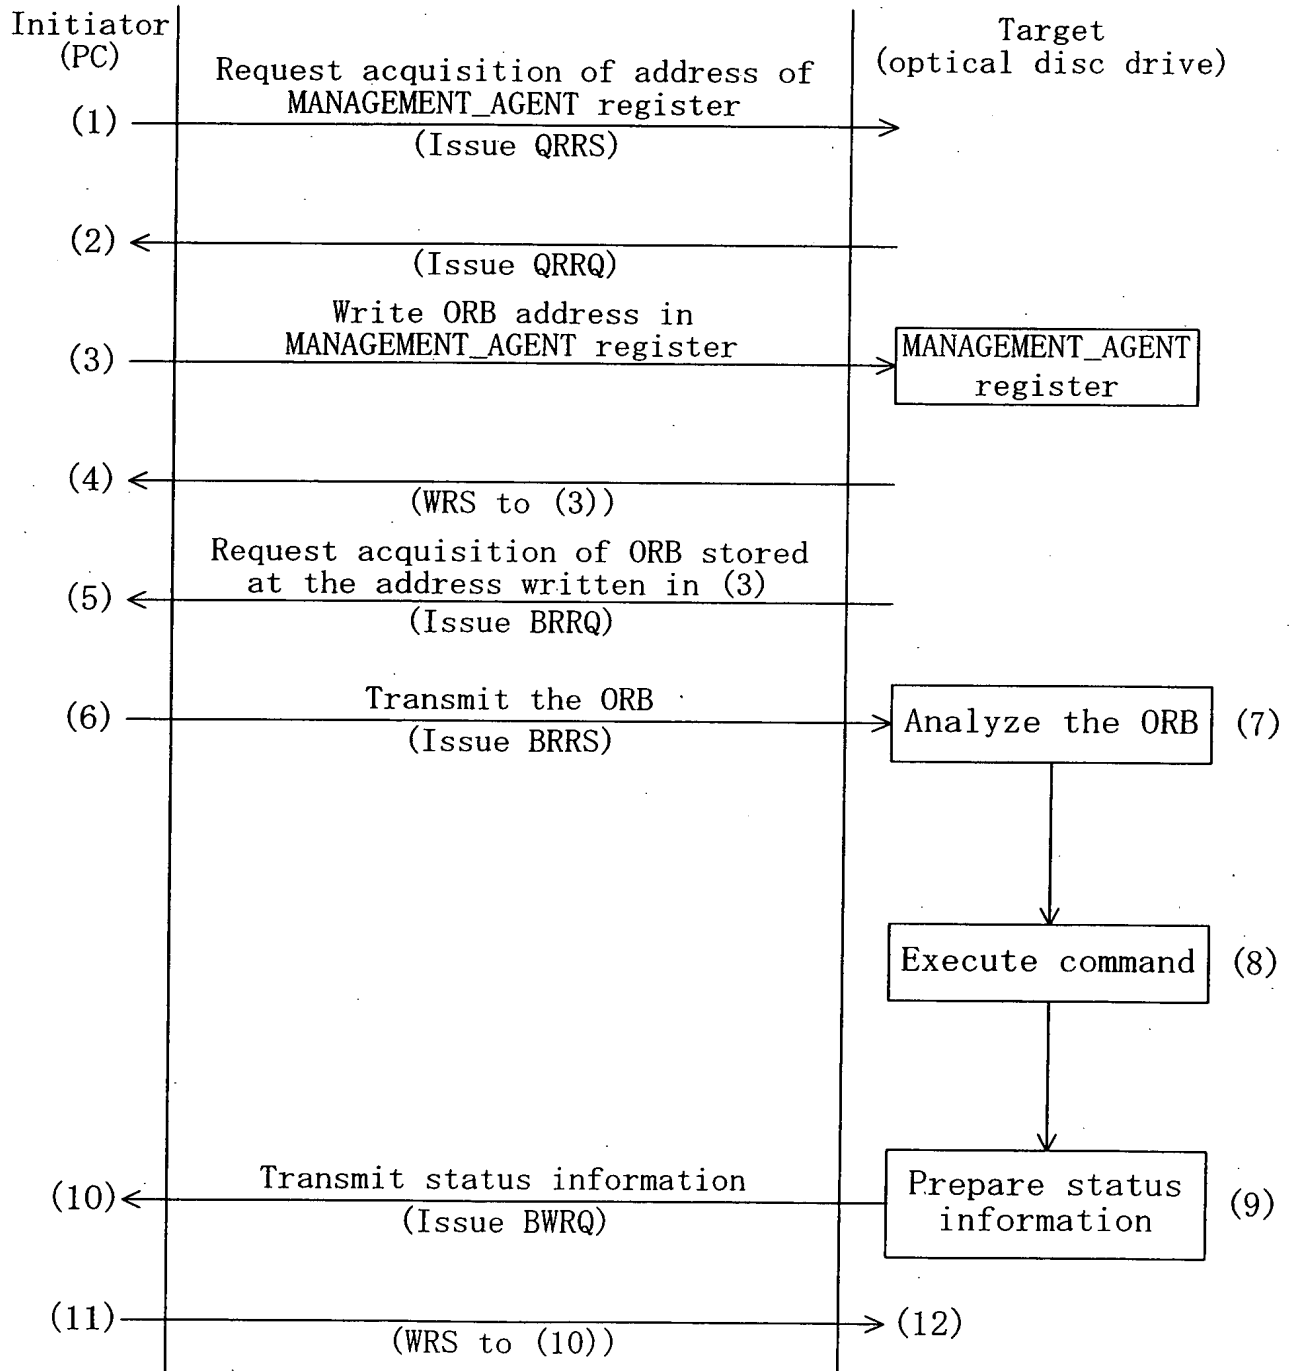 Initiator
(PC)
Target
(optical disc drive)
Request acquisition of address of
MANAGEMENT_AGENT register
(1)
(Issue QRRS)
(2)
(Issue QRRQ)
Write ORB address in
MANAGEMENT_AGENT register
(3)
MANAGEMENT_AGENT
register
(4)
(WRS to (3))
Request acquisition of ORB stored
at the address written in (3)
(5)
(Issue BRRQ)
Transmit the ORB
(6)
(Issue BRRS)
Analyze the ORB
(7)
Execute command
(8)
Transmit status information
(10)
(Issue BWRQ)
Prepare status
information
(9)
(11)
(WRS to (10))
(12)